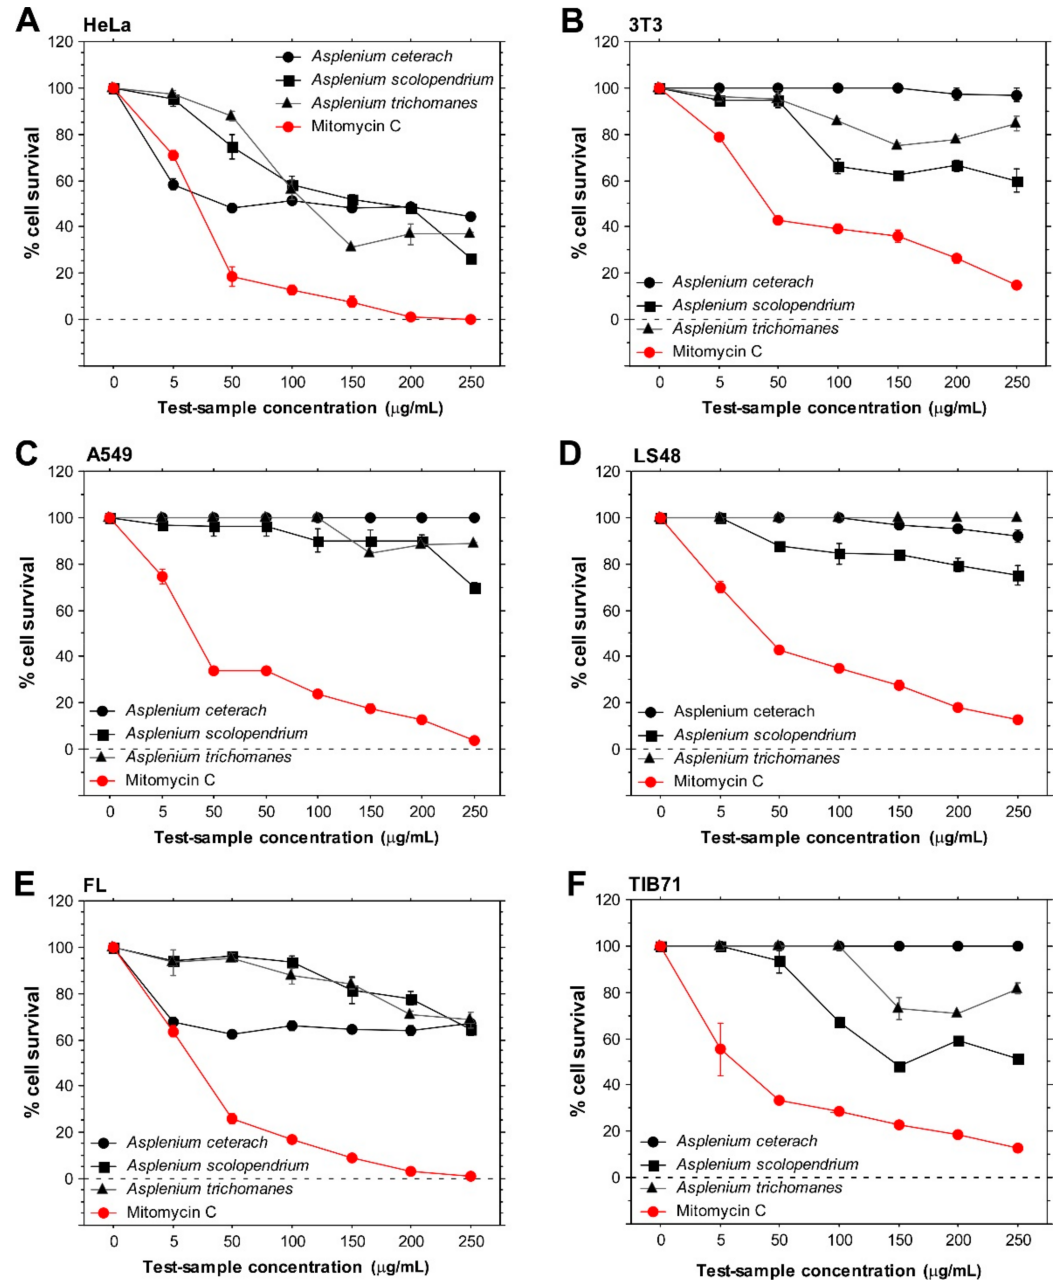 A HeLa
120
100
80
60
40
20
0
% cell survival
Asplenium ceterach
Asplenium scolopendrium
Asplenium trichomanes
Mitomycin C
0 5 50 100 150 200 250
Test-sample concentration (μg/mL)
B 3T3
120
100
80
60
40
20
0
% cell survival
Asplenium ceterach
Asplenium scolopendrium
Asplenium trichomanes
Mitomycin C
0 5 50 100 150 200 250
Test-sample concentration (μg/mL)
C A549
120
100
80
60
40
20
0
% cell survival
Asplenium ceterach
Asplenium scolopendrium
Asplenium trichomanes
Mitomycin C
0 5 50 50 100 150 200 250
Test-sample concentration (μg/mL)
D LS48
120
100
80
60
40
20
0
% cell survival
Asplenium ceterach
Asplenium scolopendrium
Asplenium trichomanes
Mitomycin C
0 5 50 100 150 200 250
Test-sample concentration (μg/mL)
E FL
120
100
80
60
40
20
0
% cell survival
Asplenium ceterach
Asplenium scolopendrium
Asplenium trichomanes
Mitomycin C
0 5 50 100 150 200 250
Test-sample concentration (μg/mL)
F TIB71
120
100
80
60
40
20
0
% cell survival
Asplenium ceterach
Asplenium scolopendrium
Asplenium trichomanes
Mitomycin C
0 5 50 100 150 200 250
Test-sample concentration (μg/mL)